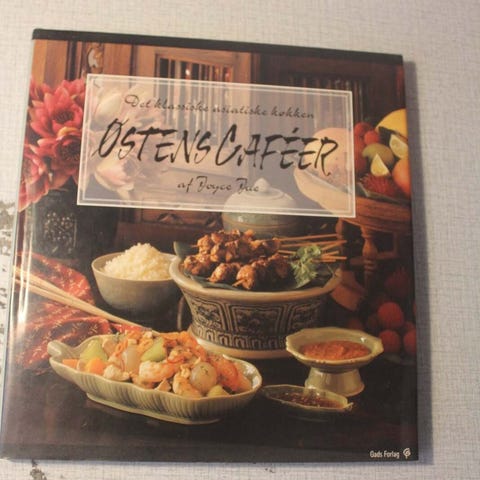 Det klassiske asiatiske køkken
ØSTENS CAFÉER
af Joyce Jue
Gads Forlag